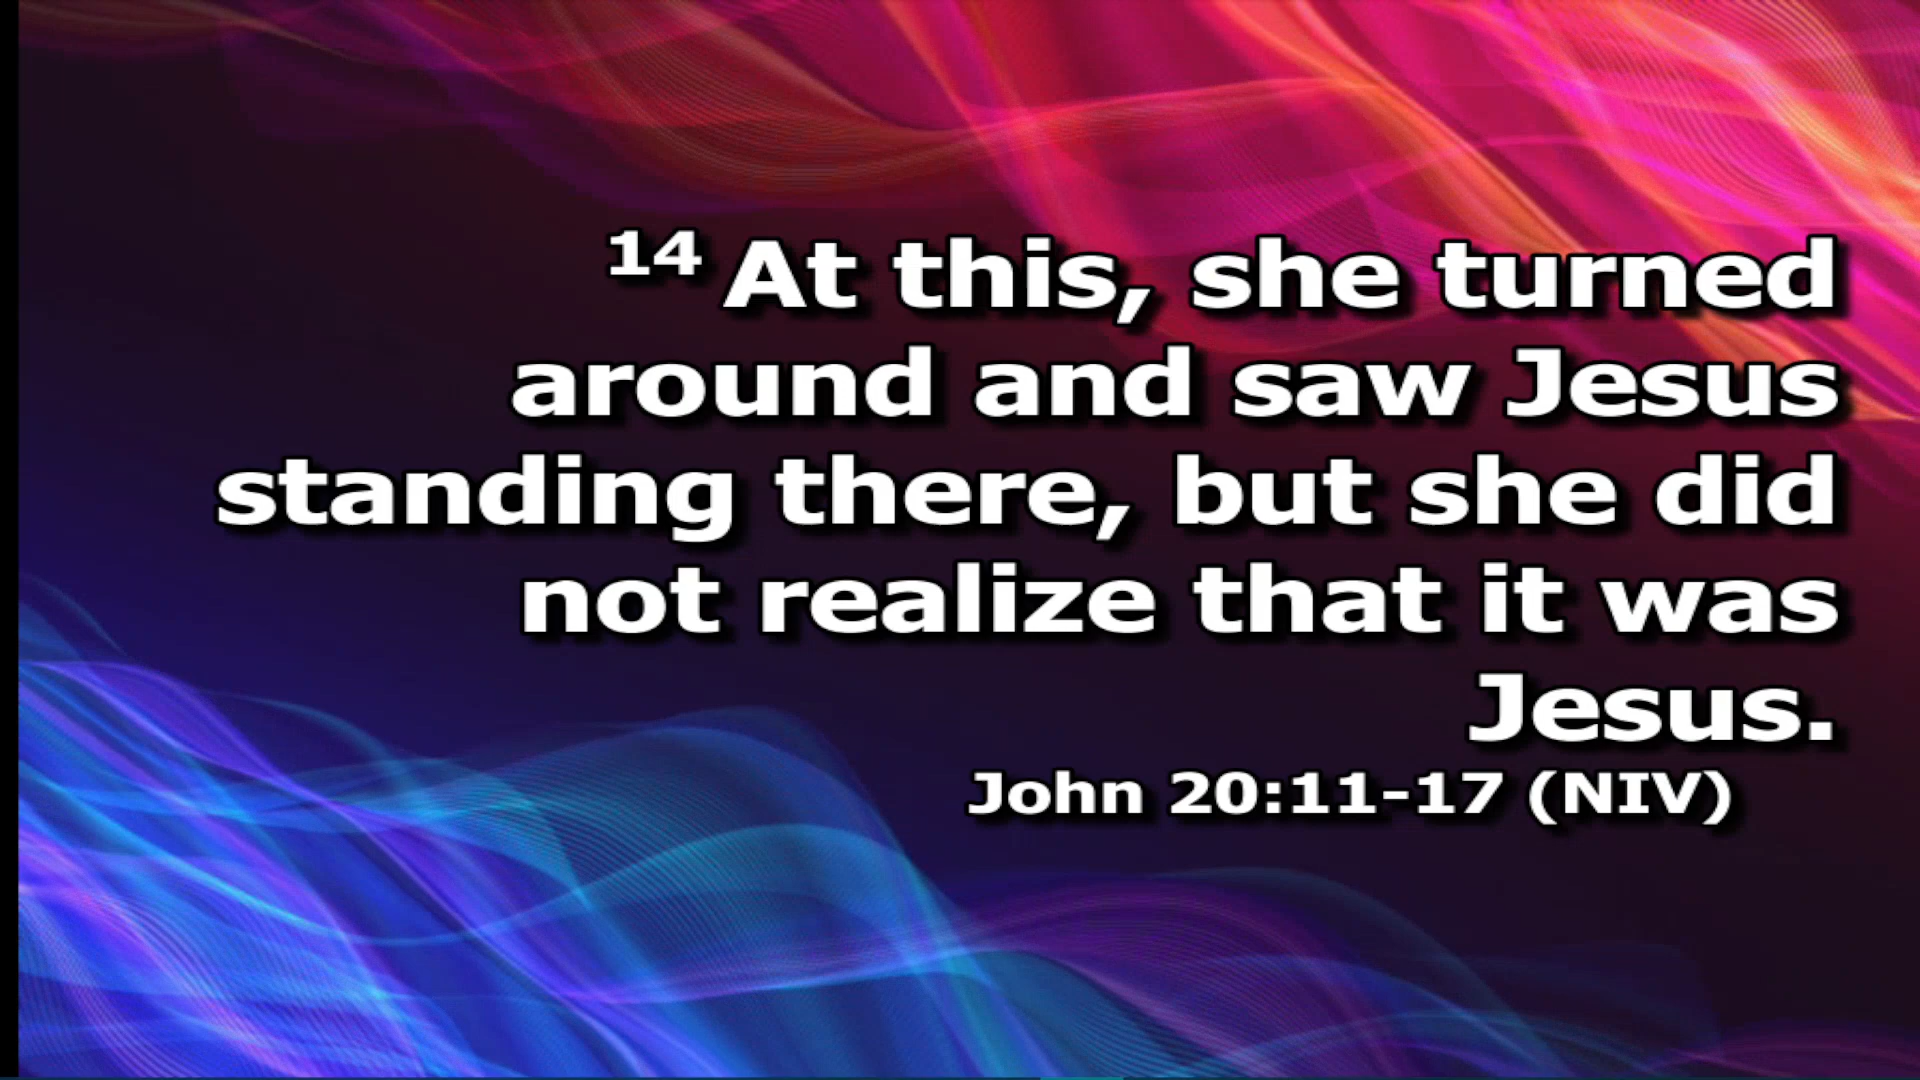 14 At this, she turned
around and saw Jesus
standing there, but she did
not realize that it was
Jesus.
John 20:11-17 (NIV)